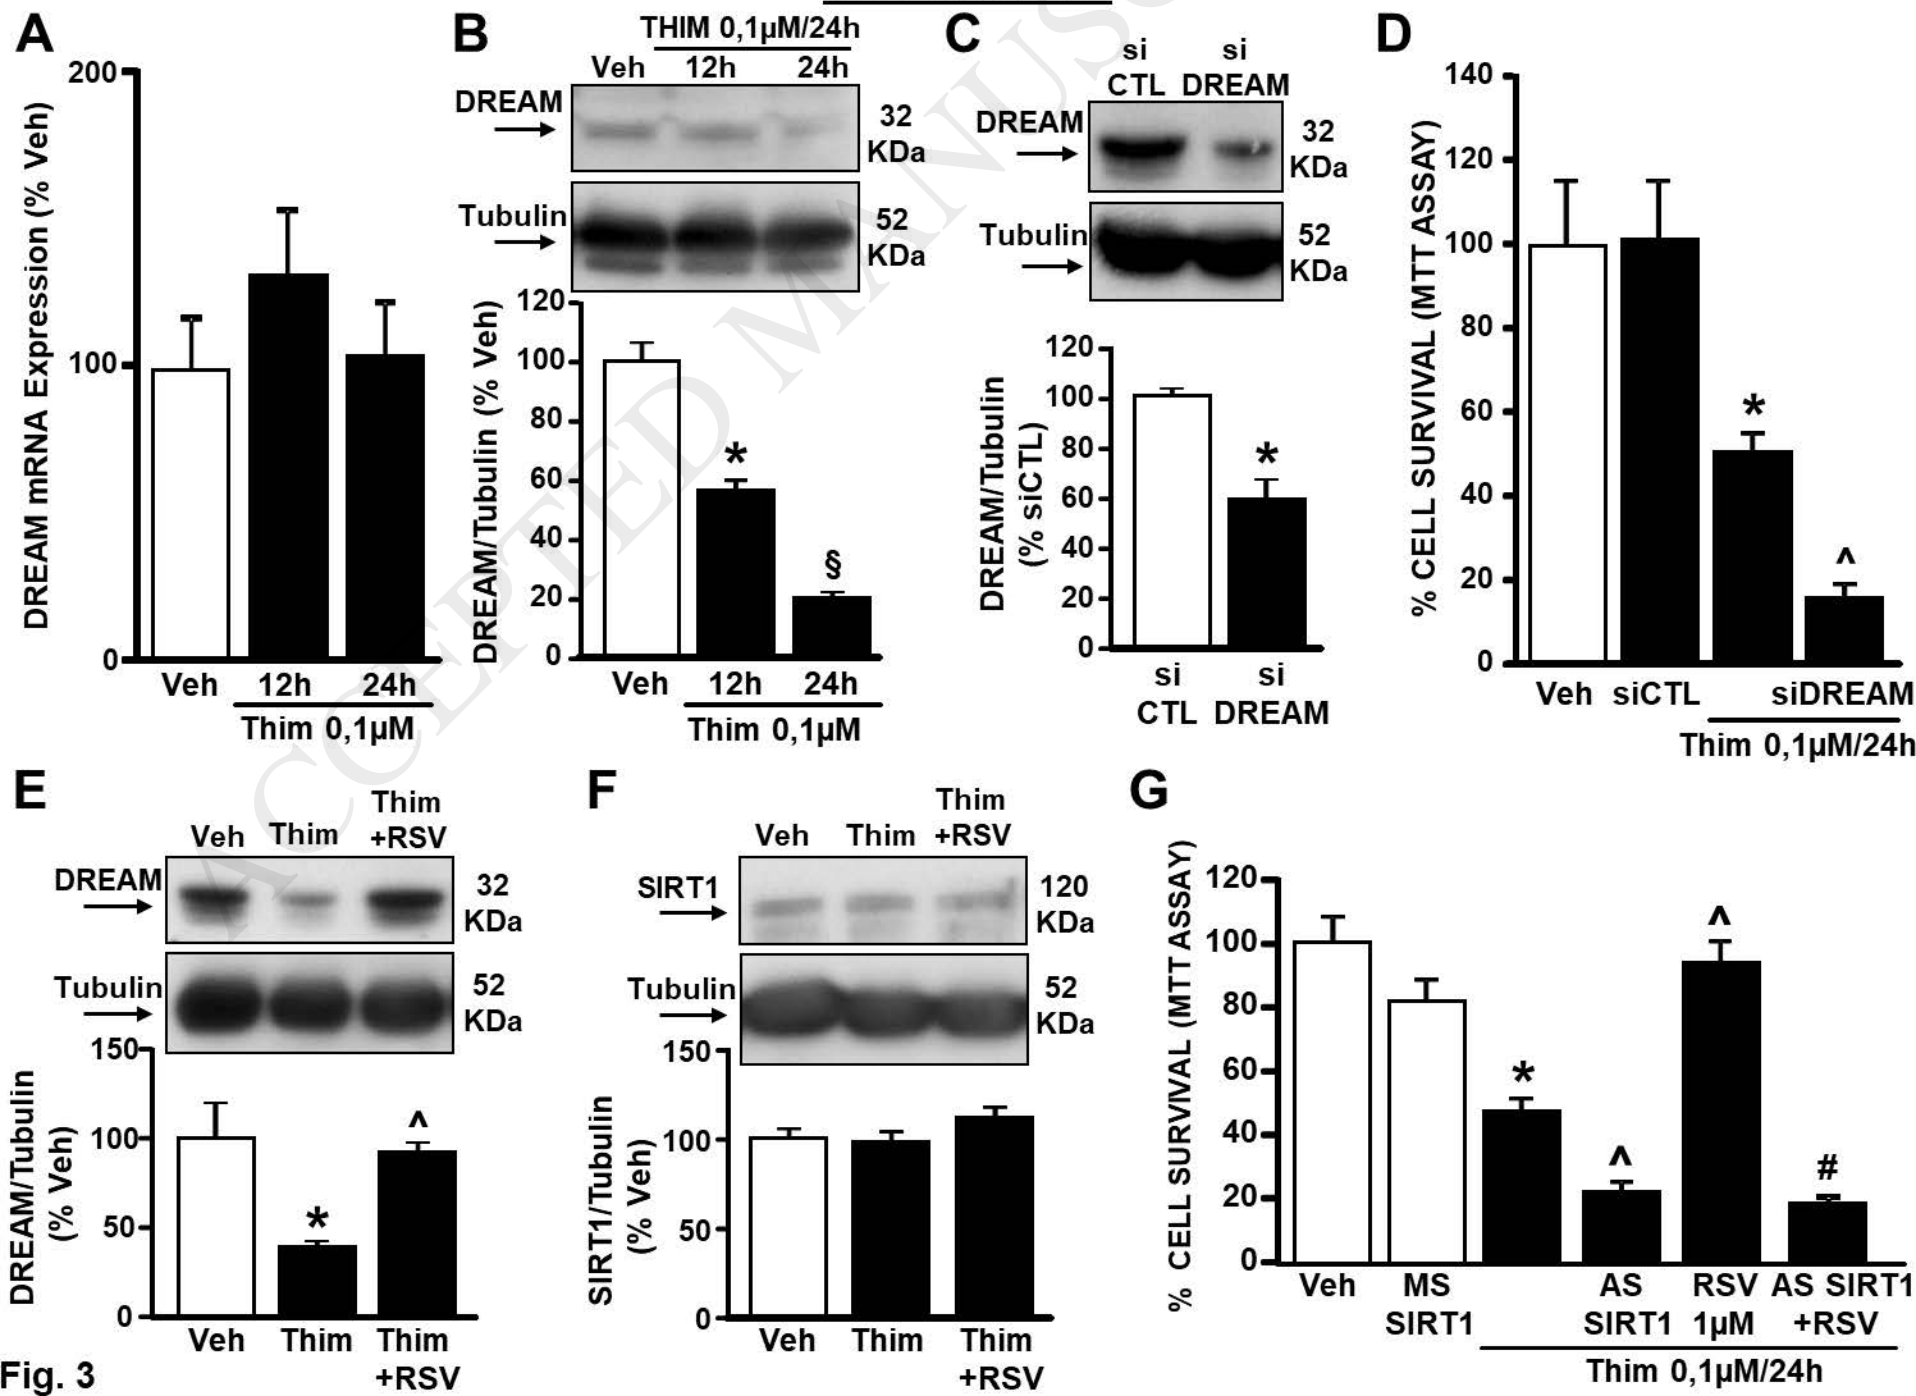 A
DREAM mRNA Expression (% Veh)
200
100
0
Veh 12h 24h
Thim 0,1µM
B
THIM 0,1µM/24h
Veh 12h 24h
DREAM
32
KDa
Tubulin
52
KDa
DREAM/Tubulin (% Veh)
120
100
80
60
40
20
0
*
§
Veh 12h 24h
Thim 0,1µM
C
si si
CTL DREAM
DREAM
32
KDa
Tubulin
52
KDa
DREAM/Tubulin
(% siCTL)
120
100
80
60
40
20
0
*
si si
CTL DREAM
D
% CELL SURVIVAL (MTT ASSAY)
140
120
100
80
60
40
20
0
*
^
Veh siCTL siDREAM
Thim 0,1µM/24h
E
Thim
Veh Thim +RSV
DREAM
32
KDa
Tubulin
52
KDa
DREAM/Tubulin
(% Veh)
150
100
50
0
*
^
Veh Thim Thim
+RSV
F
Thim
Veh Thim +RSV
SIRT1
120
KDa
Tubulin
52
KDa
SIRT1/Tubulin
(% Veh)
150
100
50
0
Veh Thim Thim
+RSV
G
% CELL SURVIVAL (MTT ASSAY)
120
100
80
60
40
20
0
*
^
^
#
Veh MS AS RSV AS SIRT1
SIRT1 SIRT1 1µM +RSV
Thim 0,1µM/24h
Fig. 3
ACCEPTED MANUSC